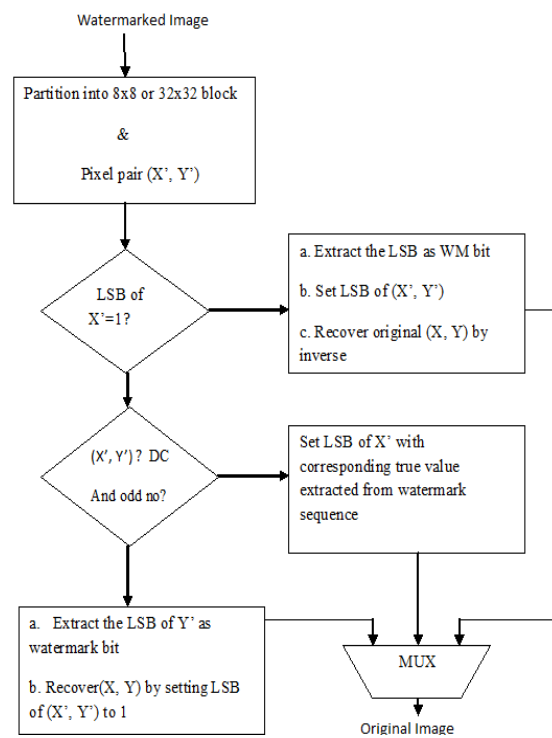 Watermarked Image
Partition into 8x8 or 32x32 block
&
Pixel pair (X’, Y’)
LSB of
X’=1?
a. Extract the LSB as WM bit
b. Set LSB of (X’, Y’)
c. Recover original (X, Y) by
inverse
(X’, Y’)? DC
And odd no?
Set LSB of X’ with
corresponding true value
extracted from watermark
sequence
a. Extract the LSB of Y’ as
watermark bit
b. Recover(X, Y) by setting LSB
of (X’, Y’) to 1
MUX
Original Image